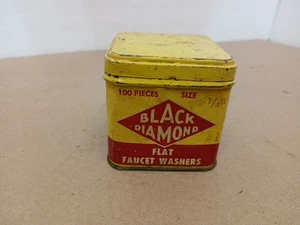 100 PIECES SIZE
BLACK
DIAMOND
FLAT
FAUCET WASHERS